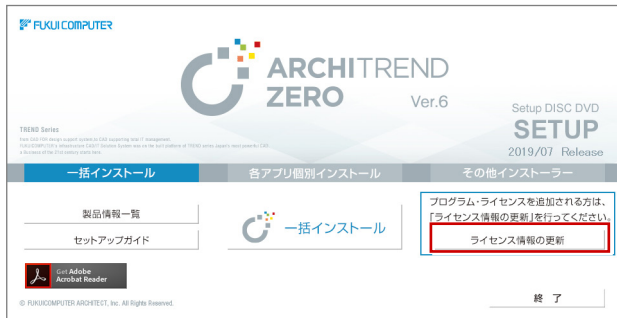 FUKUI COMPUTER
ARCHITREND
ZERO Ver.6
Setup DISC DVD
SETUP
2019/07 Release
TREND Series
一括インストール 各アプリ個別インストール その他インストーラー
製品情報一覧
セットアップガイド
一括インストール
プログラム・ライセンスを追加される方は、
「ライセンス情報の更新」を行ってください。
ライセンス情報の更新
Get Adobe
Acrobat Reader
© FUKUICOMPUTER ARCHITECT, Inc. All Rights Reserved.
終 了